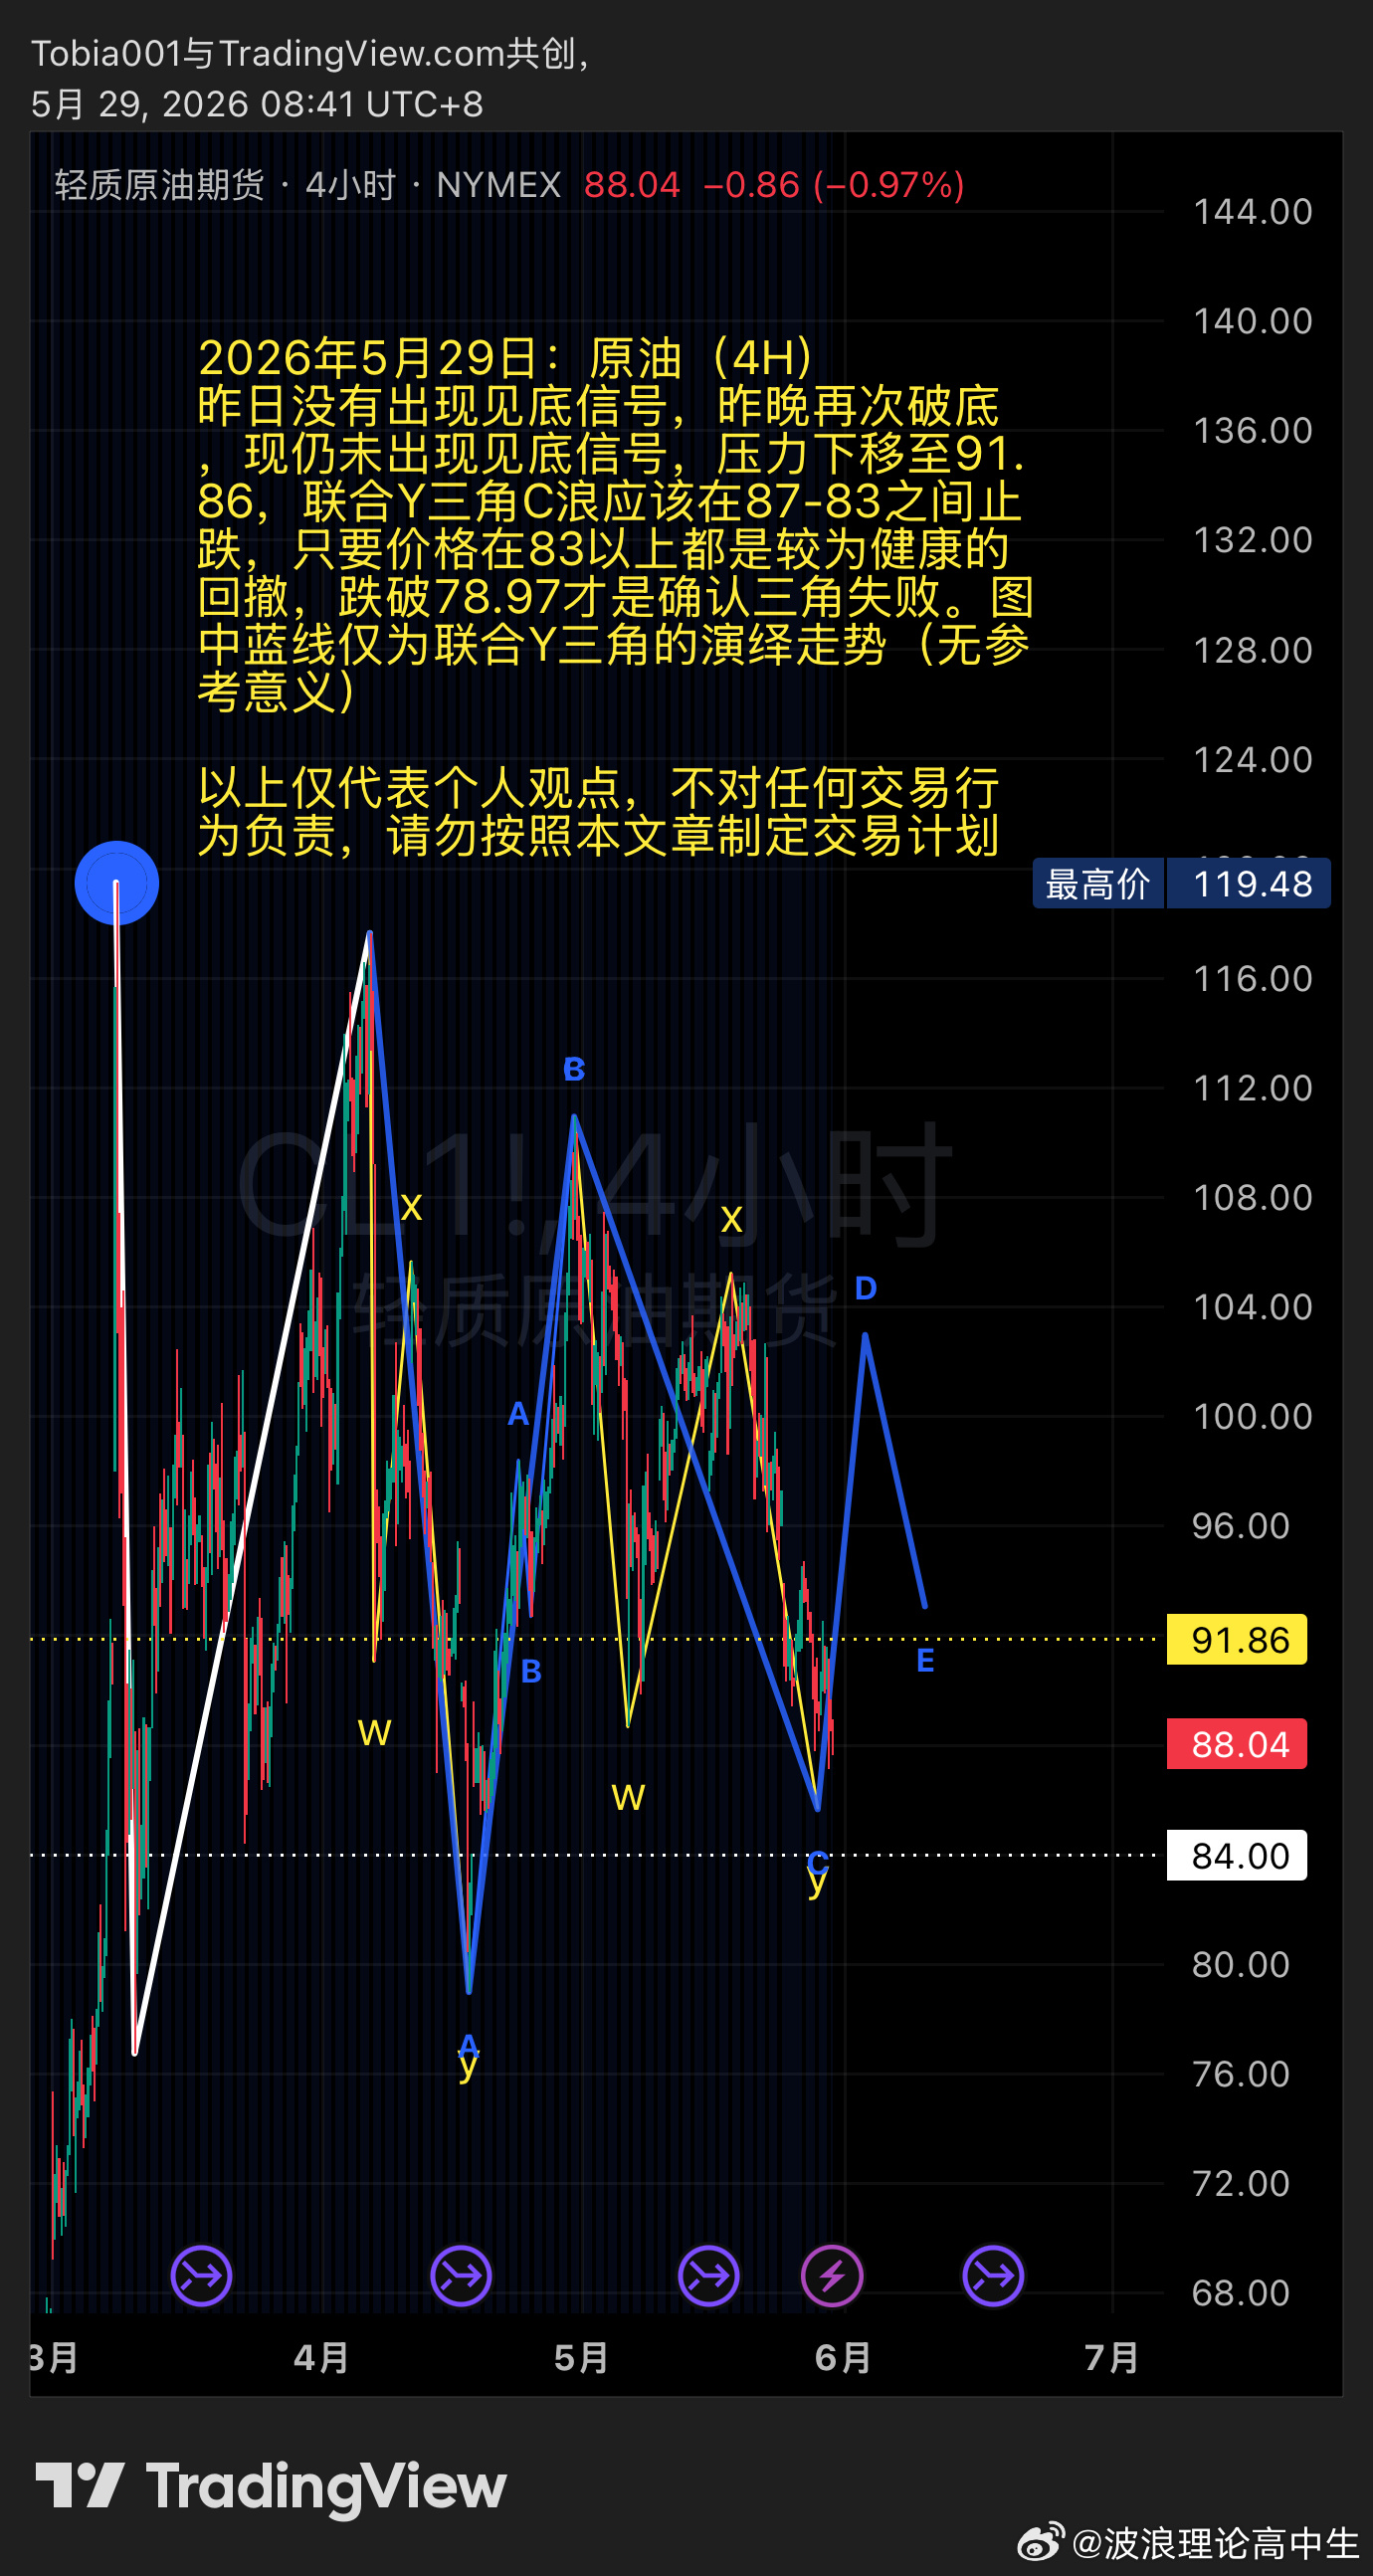 Tobia001与TradingView.com共创,
5月 29, 2026 08:41 UTC+8
轻质原油期货 · 4小时 · NYMEX 88.04 −0.86 (−0.97%)
144.00
140.00
2026年5月29日：原油（4H）
昨日没有出现见底信号，昨晚再次破底
，现仍未出现见底信号，压力下移至91.
86，联合Y三角C浪应该在87-83之间止
跌，只要价格在83以上都是较为健康的
回撤，跌破78.97才是确认三角失败。图
中蓝线仅为联合Y三角的演绎走势（无参
考意义）
136.00
132.00
128.00
124.00
以上仅代表个人观点，不对任何交易行
为负责，请勿按照本文章制定交易计划
最高价 119.48
116.00
B
112.00
CL1!, 4小时
轻质原油期货
X
X
108.00
D
104.00
A
100.00
96.00
91.86
E
B
W
88.04
W
84.00
C
y
80.00
A
y
76.00
72.00
68.00
3月 4月 5月 6月 7月
TradingView
@波浪理论高中生